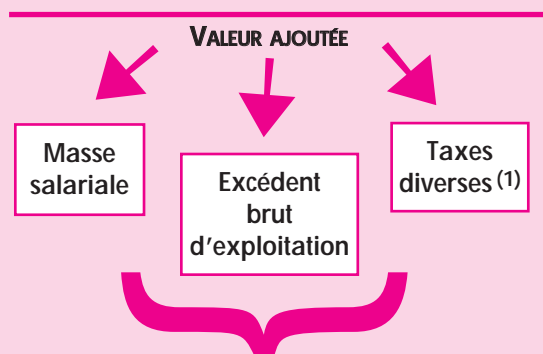 VALEUR AJOUTÉE
Masse
salariale
Excédent
brut
d'exploitation
Taxes
diverses (1)